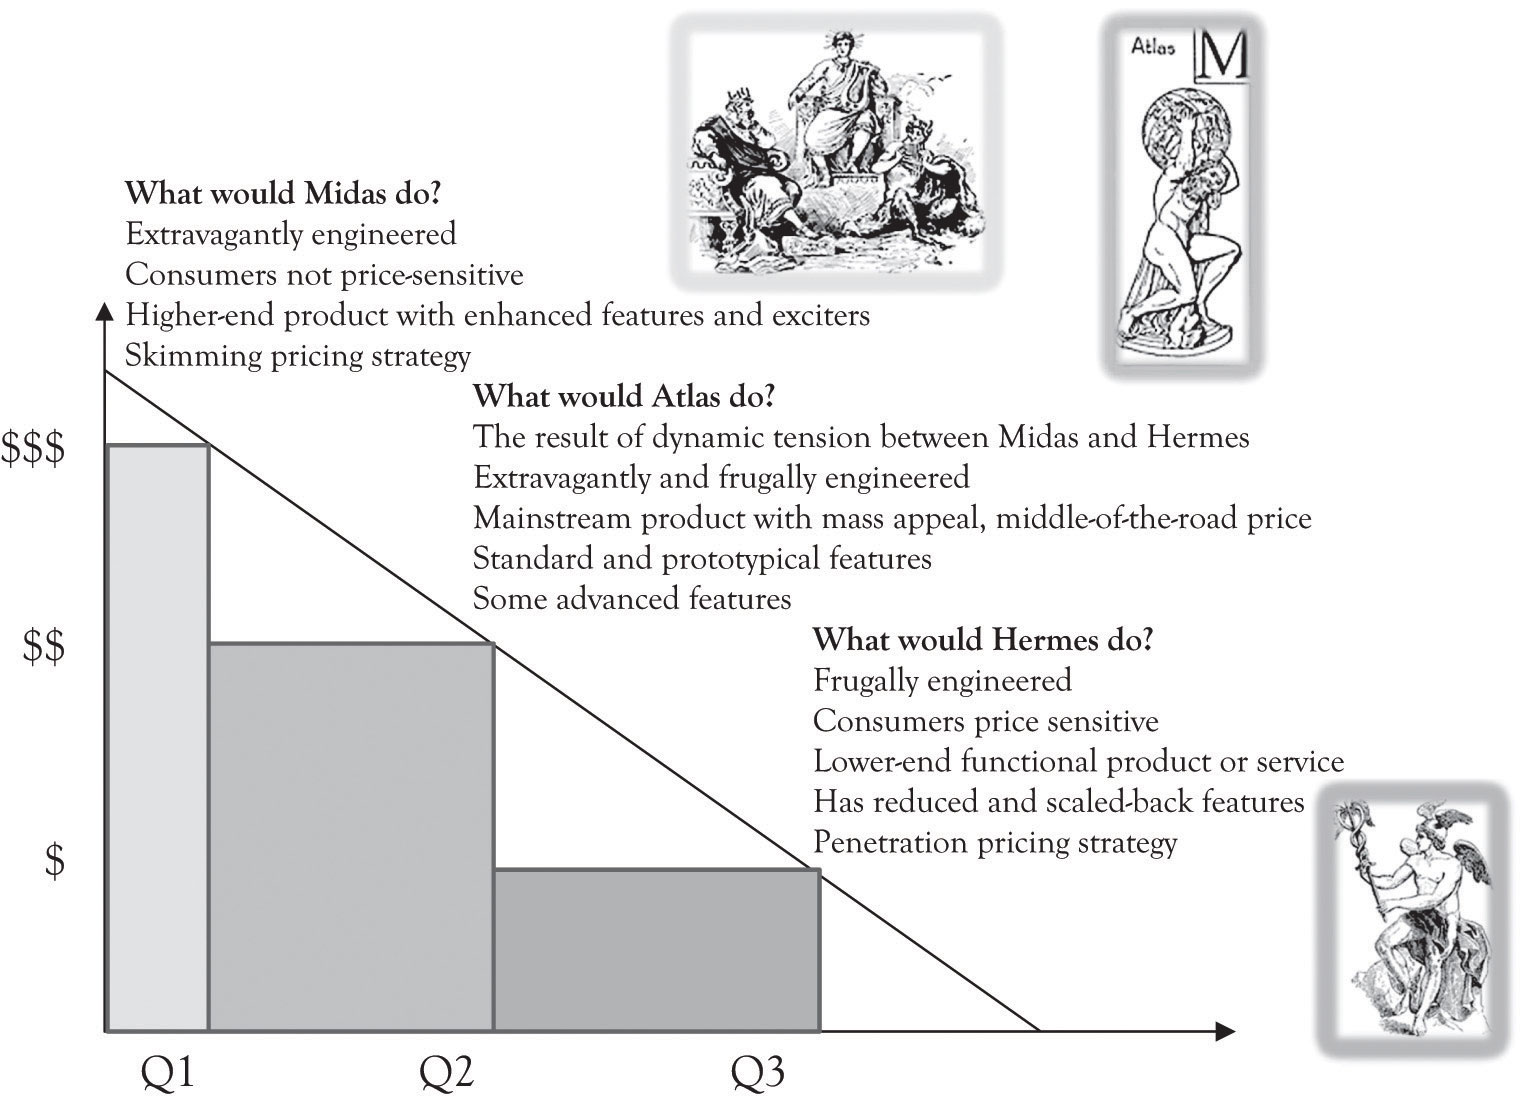 Atlas M
What would Midas do?
Extravagantly engineered
Consumers not price-sensitive
Higher-end product with enhanced features and exciters
Skimming pricing strategy
What would Atlas do?
The result of dynamic tension between Midas and Hermes
Extravagantly and frugally engineered
Mainstream product with mass appeal, middle-of-the-road price
Standard and prototypical features
Some advanced features
What would Hermes do?
Frugally engineered
Consumers price sensitive
Lower-end functional product or service
Has reduced and scaled-back features
Penetration pricing strategy
$$$
$$
$
Q1 Q2 Q3